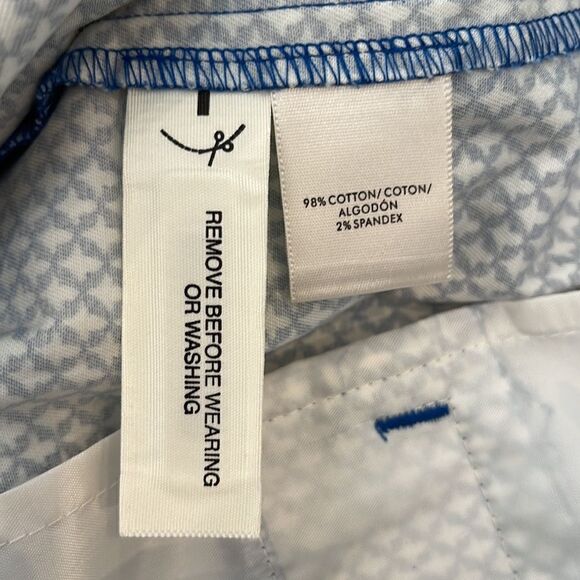 REMOVE BEFORE WEARING
OR WASHING
98% COTTON/COTON/
ALGODÓN
2% SPANDEX